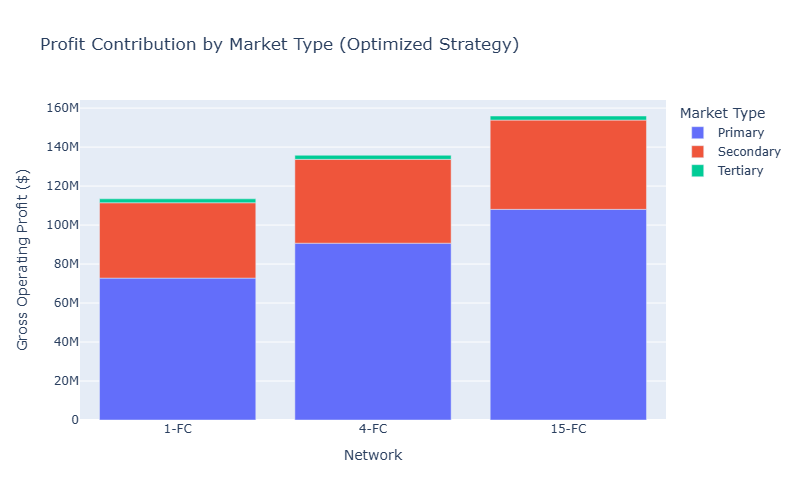 Profit Contribution by Market Type (Optimized Strategy)
160M
140M
120M
100M
80M
60M
40M
20M
0
Gross Operating Profit ($)
1-FC
4-FC
15-FC
Network
Market Type
Primary
Secondary
Tertiary